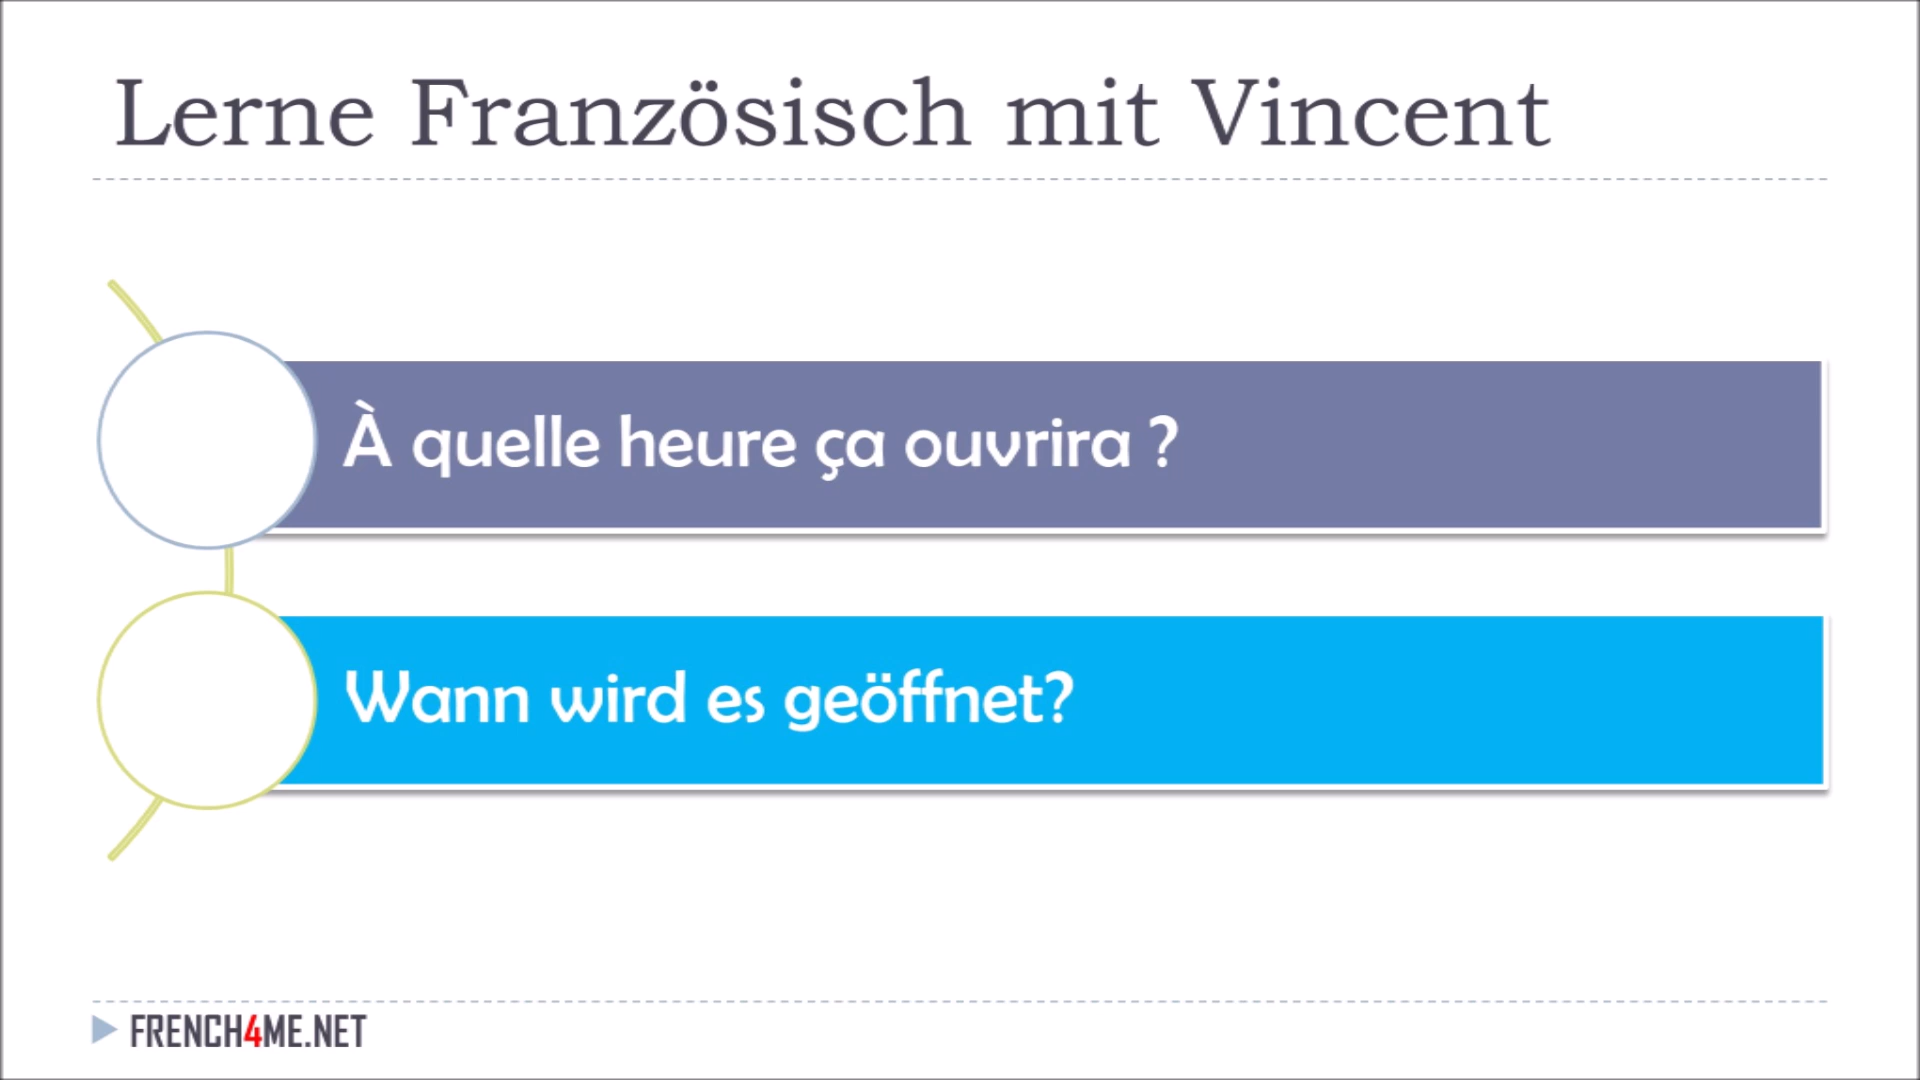 Lerne Französisch mit Vincent
À quelle heure ça ouvrira ?
Wann wird es geöffnet?
FRENCH4ME.NET